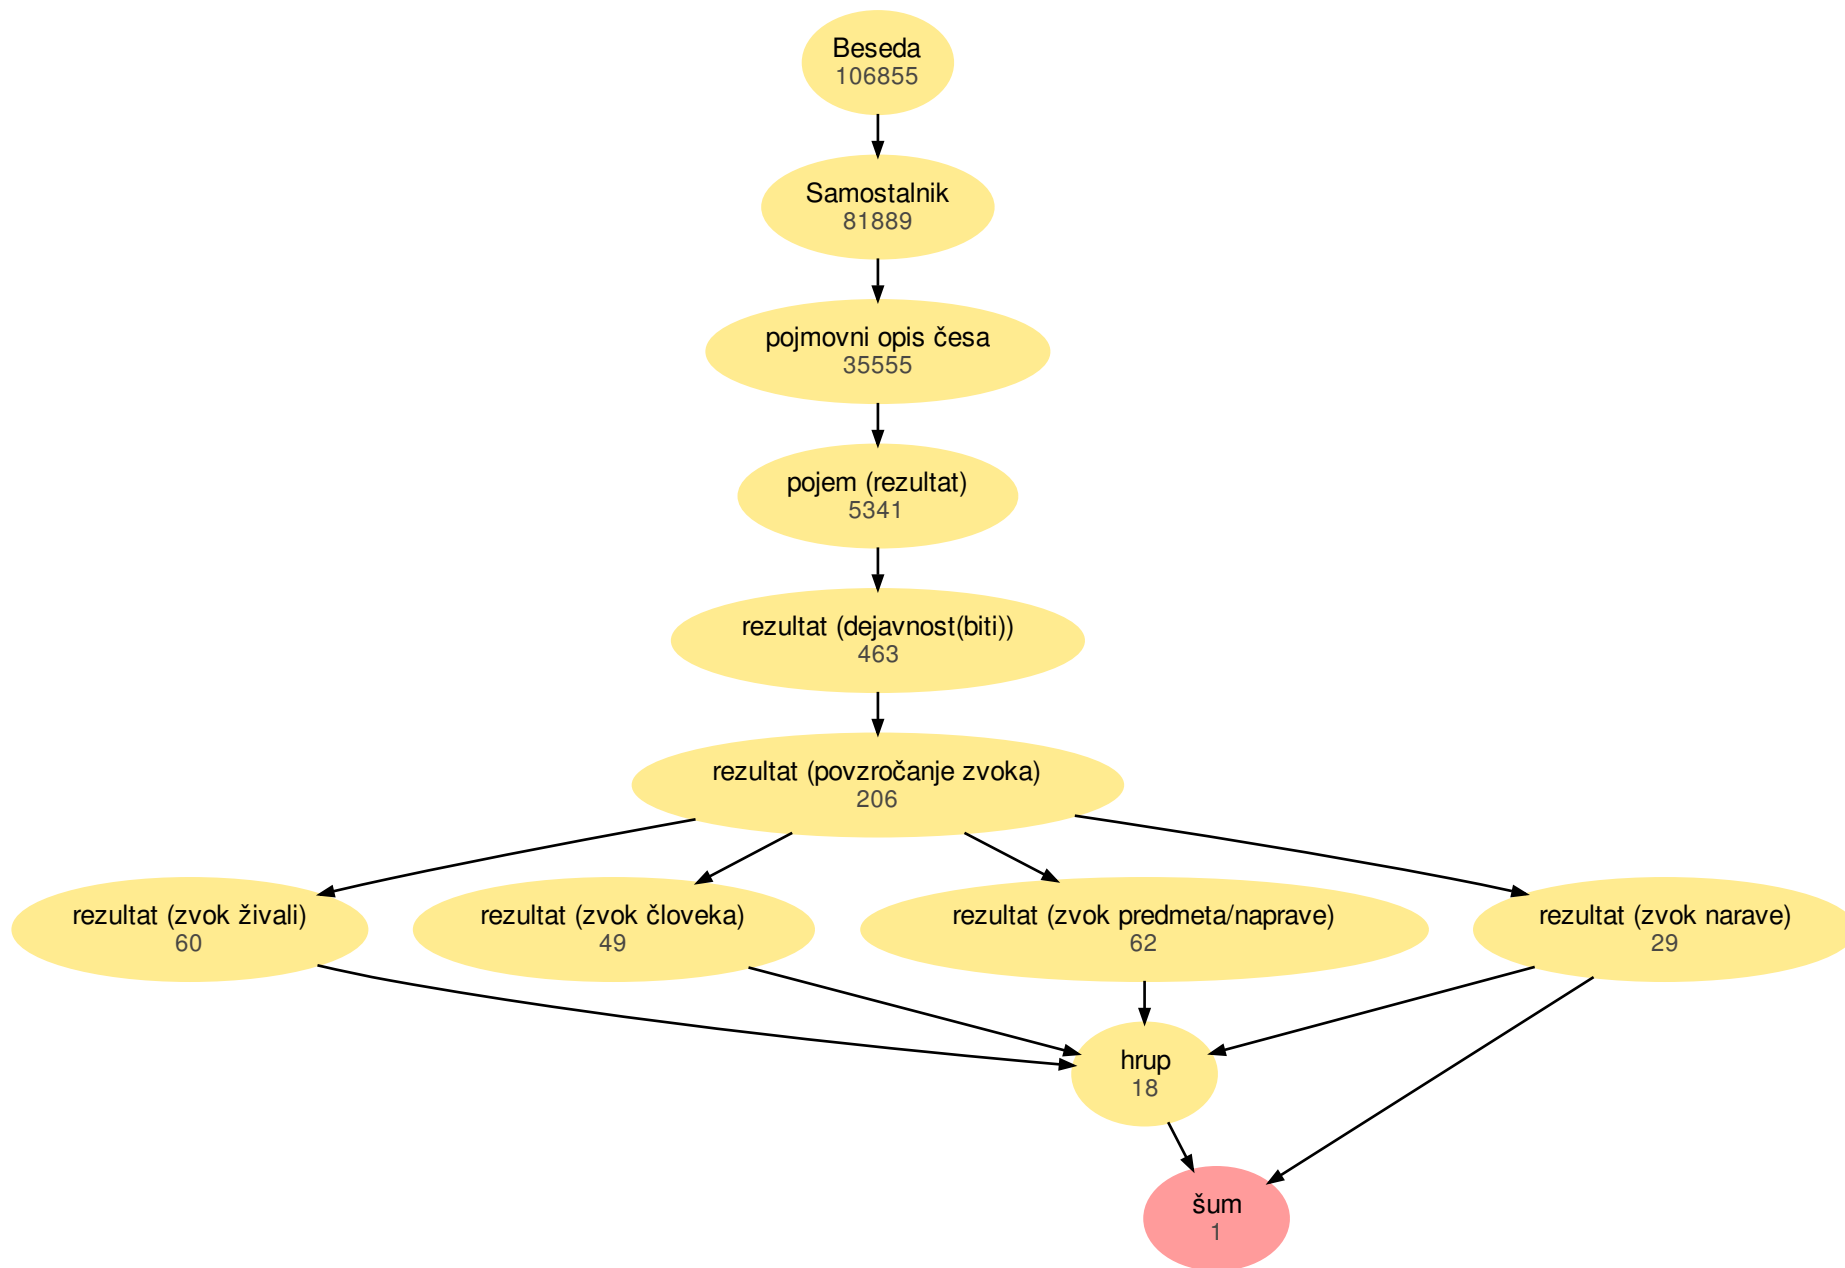 Beseda
106855
Samostalnik
81889
pojmovni opis česa
35555
pojem (rezultat)
5341
rezultat (dejavnost(biti))
463
rezultat (povzročanje zvoka)
206
rezultat (zvok živali)
60
rezultat (zvok človeka)
49
rezultat (zvok predmeta/naprave)
62
rezultat (zvok narave)
29
hrup
18
šum
1